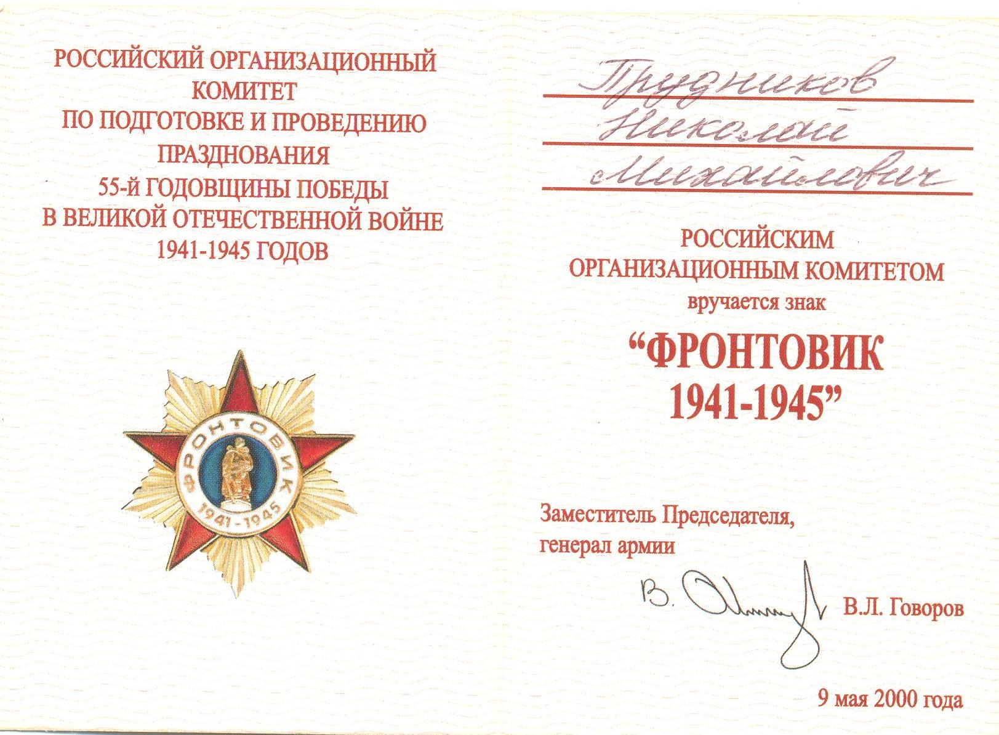 РОССИЙСКИЙ ОРГАНИЗАЦИОННЫЙ
КОМИТЕТ
ПО ПОДГОТОВКЕ И ПРОВЕДЕНИЮ
ПРАЗДНОВАНИЯ
55-й ГОДОВЩИНЫ ПОБЕДЫ
В ВЕЛИКОЙ ОТЕЧЕСТВЕННОЙ ВОЙНЕ
1941-1945 ГОДОВ
ФРОНТОВИК
1941-1945
Прудников
Николай
Михайлович
РОССИЙСКИМ
ОРГАНИЗАЦИОННЫМ КОМИТЕТОМ
вручается знак
“ФРОНТОВИК
1941-1945”
Заместитель Председателя,
генерал армии
В.Л. Говоров
9 мая 2000 года